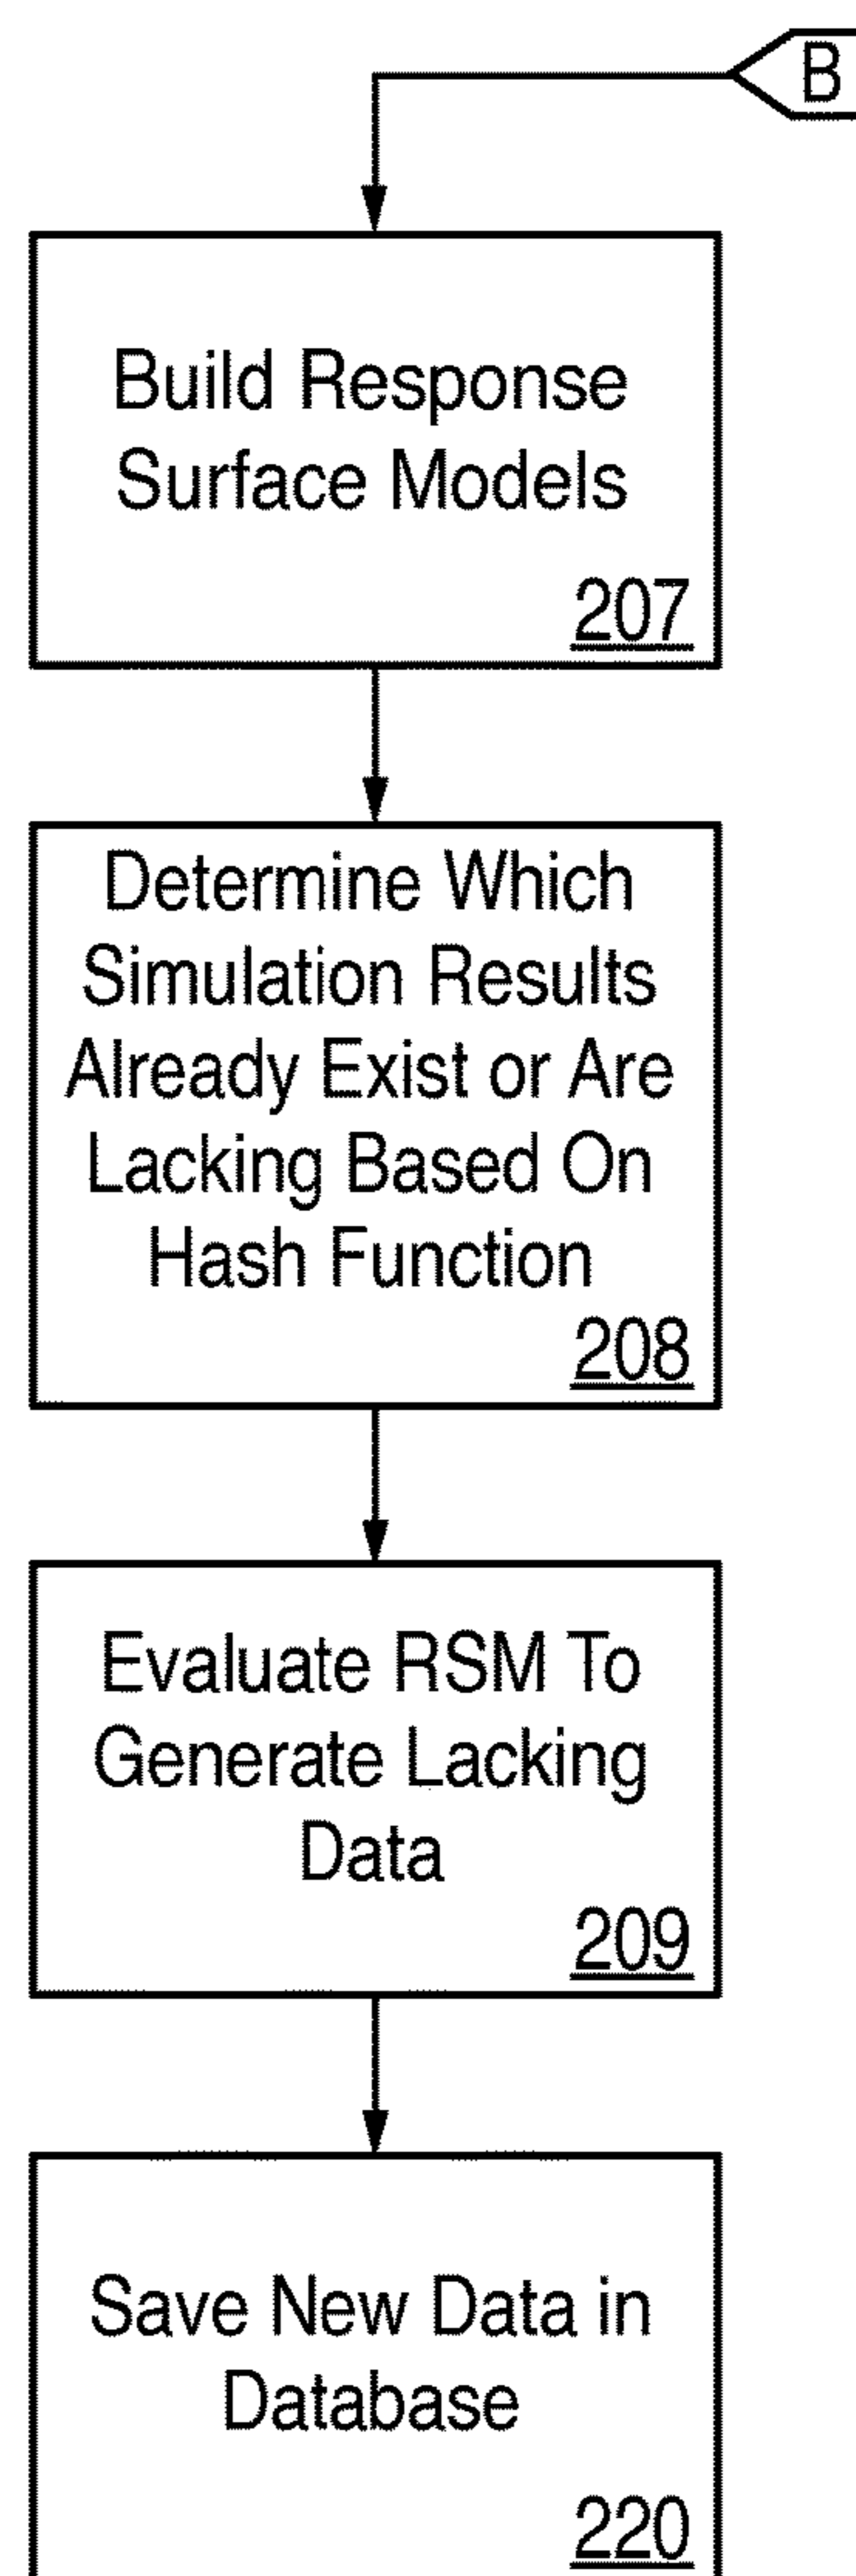 B
Build Response
Surface Models
207
Determine Which
Simulation Results
Already Exist or Are
Lacking Based On
Hash Function
208
Evaluate RSM To
Generate Lacking
Data
209
Save New Data in
Database
220